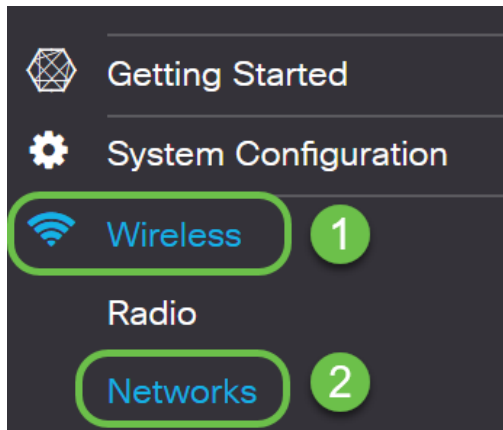 Getting Started
System Configuration
Wireless 1
Radio
Networks 2